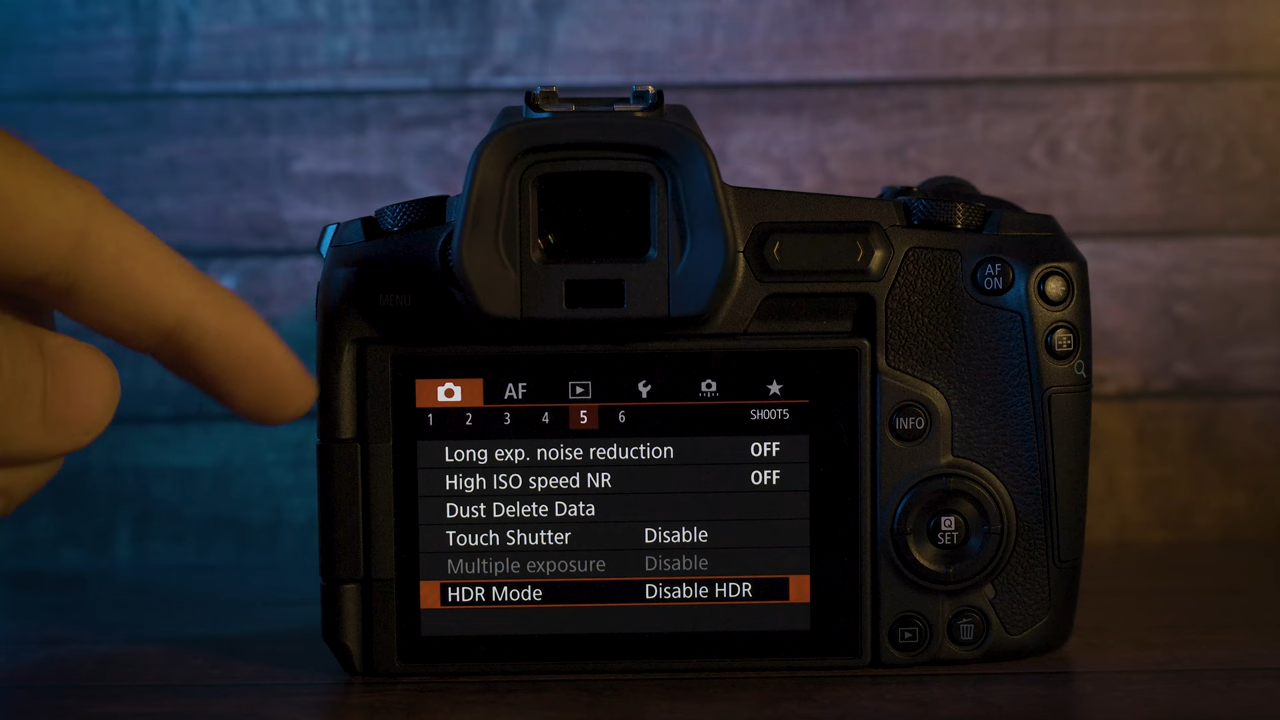 MENU
AF
ON
AF
1 2 3 4 5 6 SHOOT5
INFO
Long exp. noise reduction OFF
High ISO speed NR OFF
Dust Delete Data
Q
SET
Touch Shutter Disable
Multiple exposure Disable
HDR Mode Disable HDR